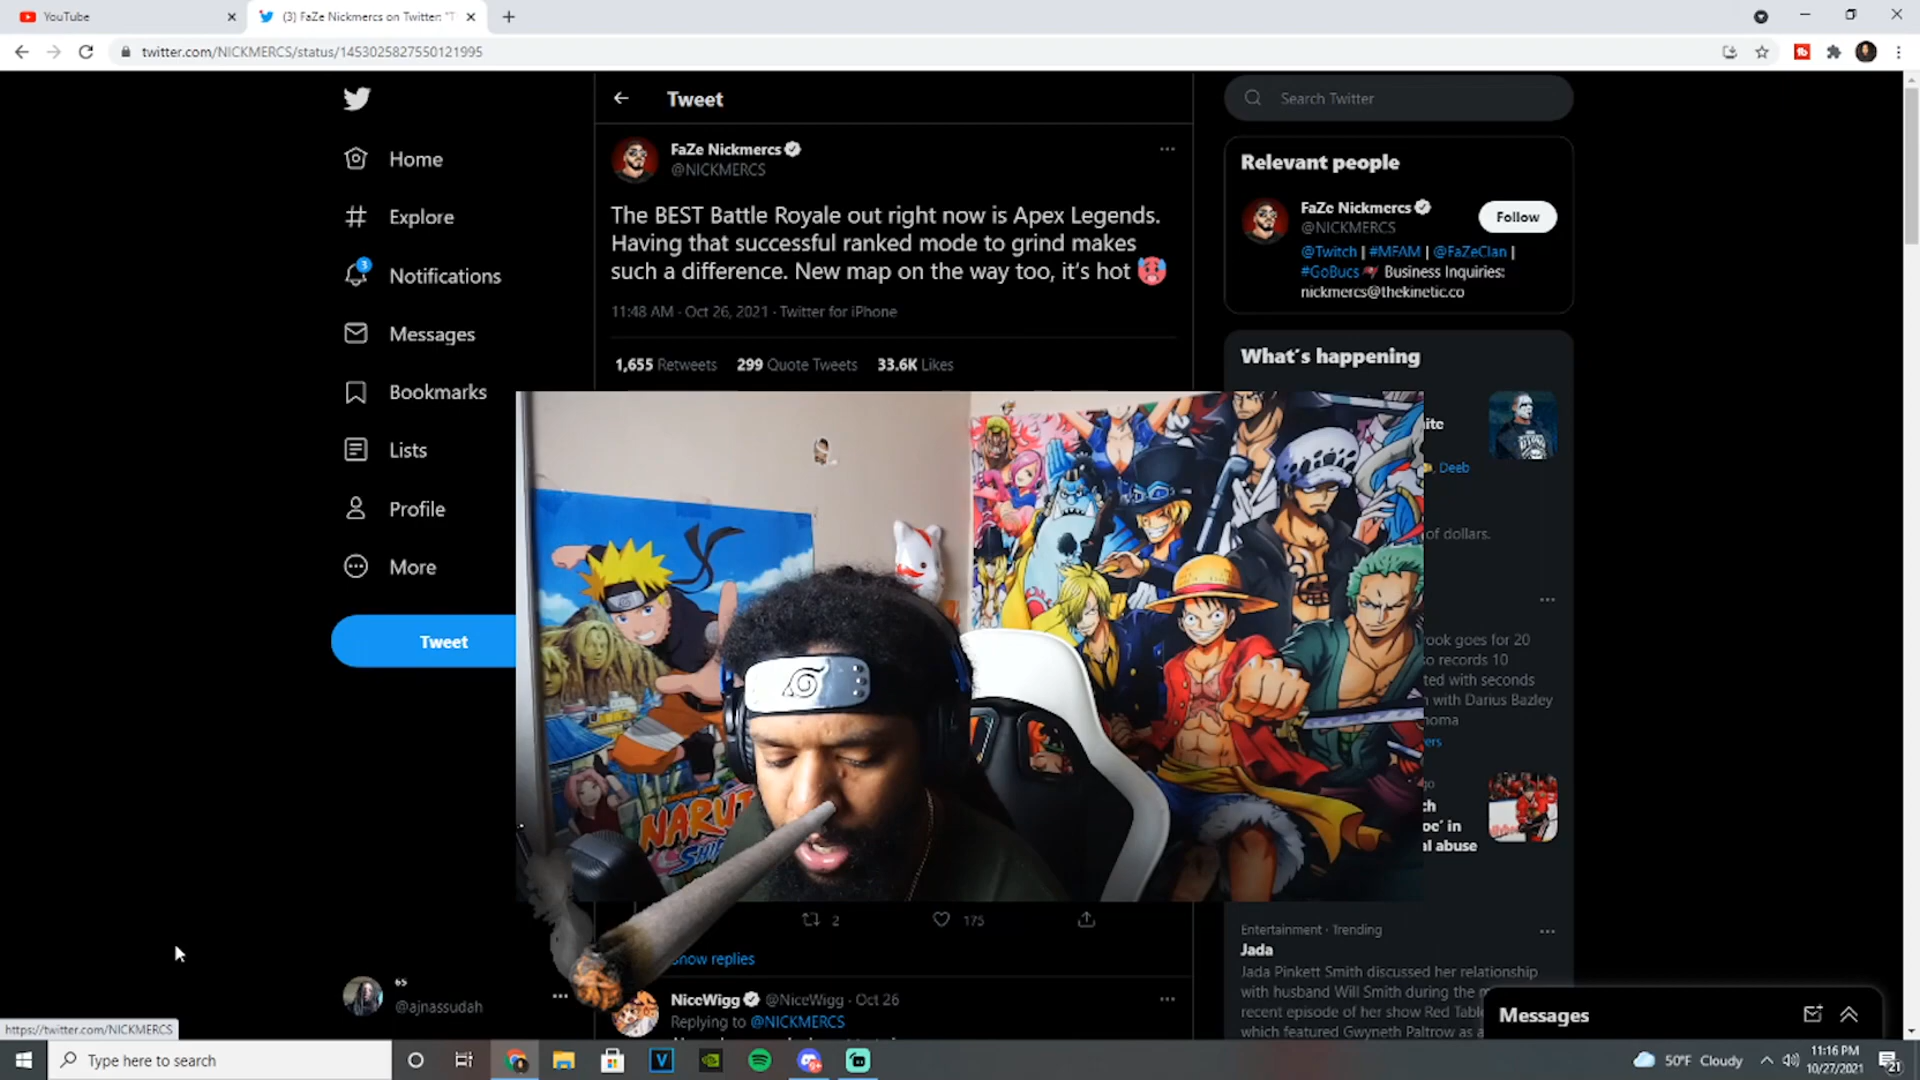 YouTube
(3) FaZe Nickmercs on Twitter: "T
twitter.com/NICKMERCS/status/1453025827550121995
Home
Explore
3
Notifications
Messages
Bookmarks
Lists
Profile
More
Tweet
@ajnassudah
https://twitter.com/NICKMERCS
Tweet
FaZe Nickmercs
@NICKMERCS
The BEST Battle Royale out right now is Apex Legends.
Having that successful ranked mode to grind makes
such a difference. New map on the way too, it's hot 🥵
11:48 AM · Oct 26, 2021 · Twitter for iPhone
1,655 Retweets 299 Quote Tweets 33.6K Likes
NARUT
SHIP
2 175
Show replies
NiceWigg @NiceWigg · Oct 26
Replying to @NICKMERCS
Search Twitter
Relevant people
FaZe Nickmercs
@NICKMERCS
Follow
@Twitch | #MFAM | @FaZeClan |
#GoBucs Business Inquiries:
nickmercs@thekinetic.co
What's happening
ite
, Deeb
of dollars.
ook goes for 20
o records 10
ted with seconds
n with Darius Bazley
homa
ers
go
ch
oe' in
al abuse
Entertainment · Trending
Jada
Jada Pinkett Smith discussed her relationship
with husband Will Smith during the
recent episode of her show Red Table
which featured Gwyneth Paltrow as a
Messages
Type here to search
50°F Cloudy
11:16 PM
10/27/2021
21